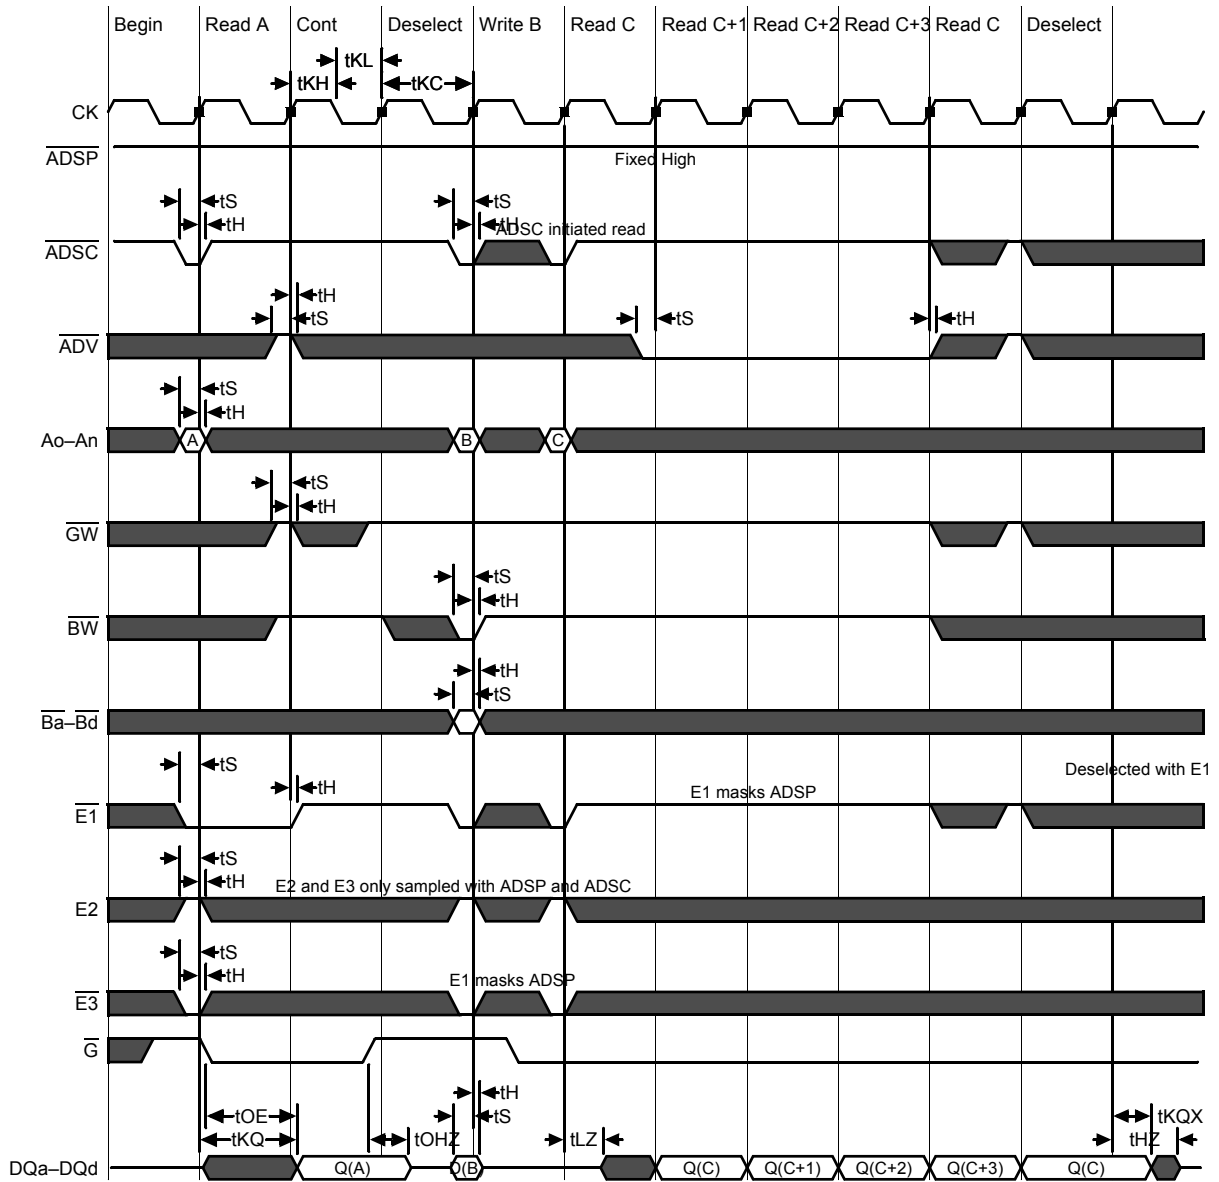 Begin Read A Cont Deselect Write B Read C Read C+1 Read C+2 Read C+3 Read C Deselect
tKL
tKH tKC
CK
ADSP
Fixed High
tS tS
tH tH
ADSC initiated read
ADSC
tH
tS tS tH
ADV
tS
tH
Ao–An A B C
tS
tH
GW
tS
tH
BW
tH
tS
Ba–Bd
tS
Deselected with E1
tH
E1 masks ADSP
E1
tS
tH
E2 and E3 only sampled with ADSP and ADSC
E2
tS
tH
E1 masks ADSP
E3
G
tH
tOE tS tKQX
tKQ tOHZ tLZ tHZ
DQa–DQd Q(A) D(B) Q(C) Q(C+1) Q(C+2) Q(C+3) Q(C)